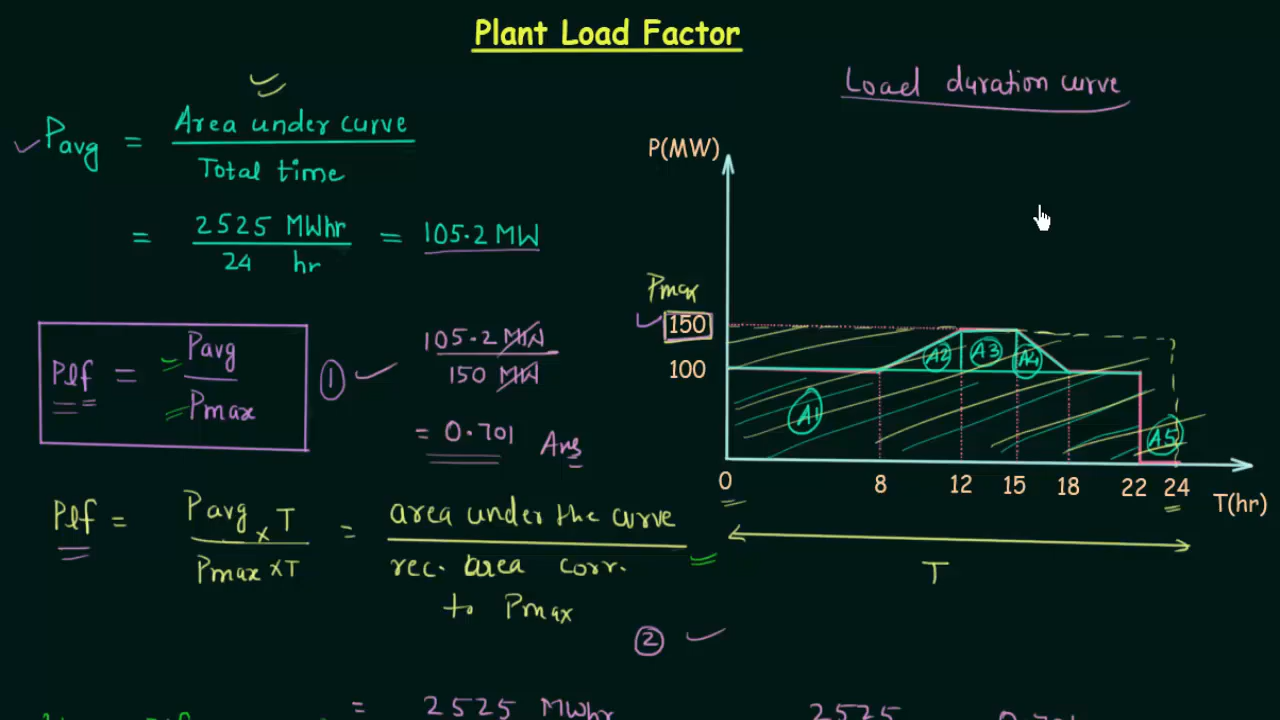 Plant Load Factor
Load duration curve
Pavg = Area under curve / Total time
= 2525 MWhr / 24 hr = 105.2 MW
Plf = Pavg / Pmax ①
105.2 MW / 150 MW
= 0.701 Ans
Plf = Pavg × T / Pmax × T = area under the curve / rec. area corr. to Pmax
②
= 2525 MWhr 2525
P(MW)
Pmax
150
100
A1 A2 A3 A4 A5
0 8 12 15 18 22 24 T(hr)
T